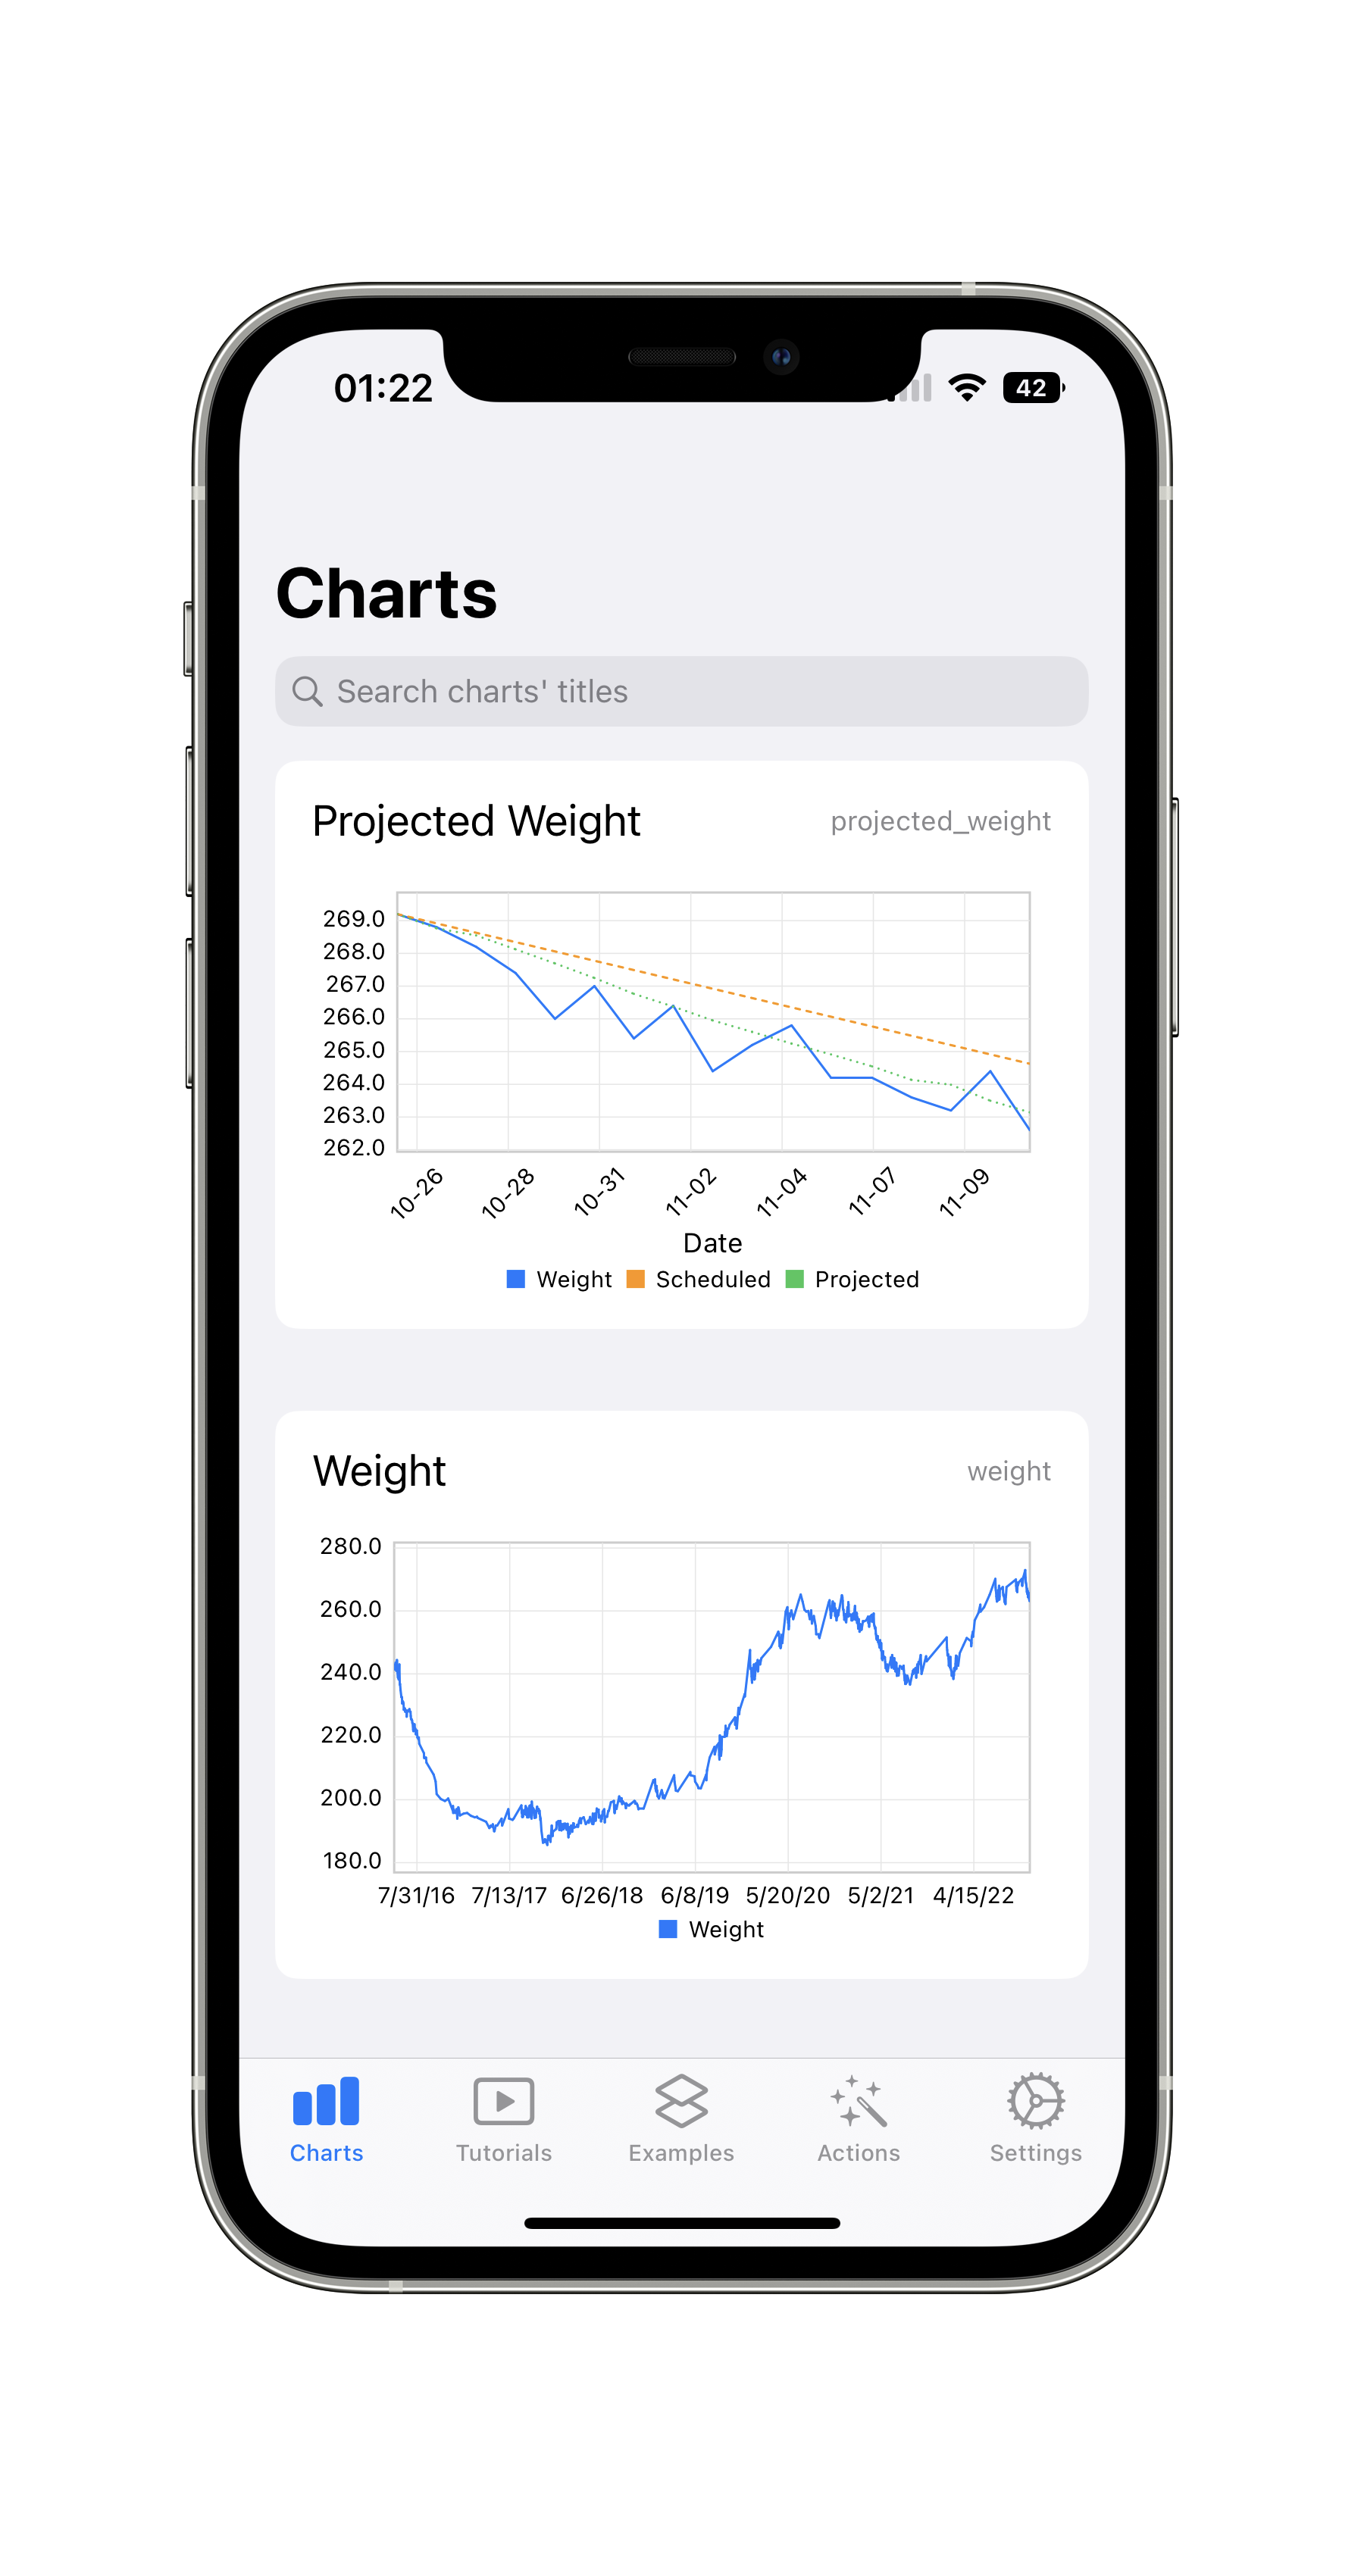 01:22 42
Charts
Search charts' titles
Projected Weight projected_weight
269.0
268.0
267.0
266.0
265.0
264.0
263.0
262.0
10-26 10-28 10-31 11-02 11-04 11-07 11-09
Date
Weight Scheduled Projected
Weight weight
280.0
260.0
240.0
220.0
200.0
180.0
7/31/16 7/13/17 6/26/18 6/8/19 5/20/20 5/2/21 4/15/22
Weight
Charts Tutorials Examples Actions Settings